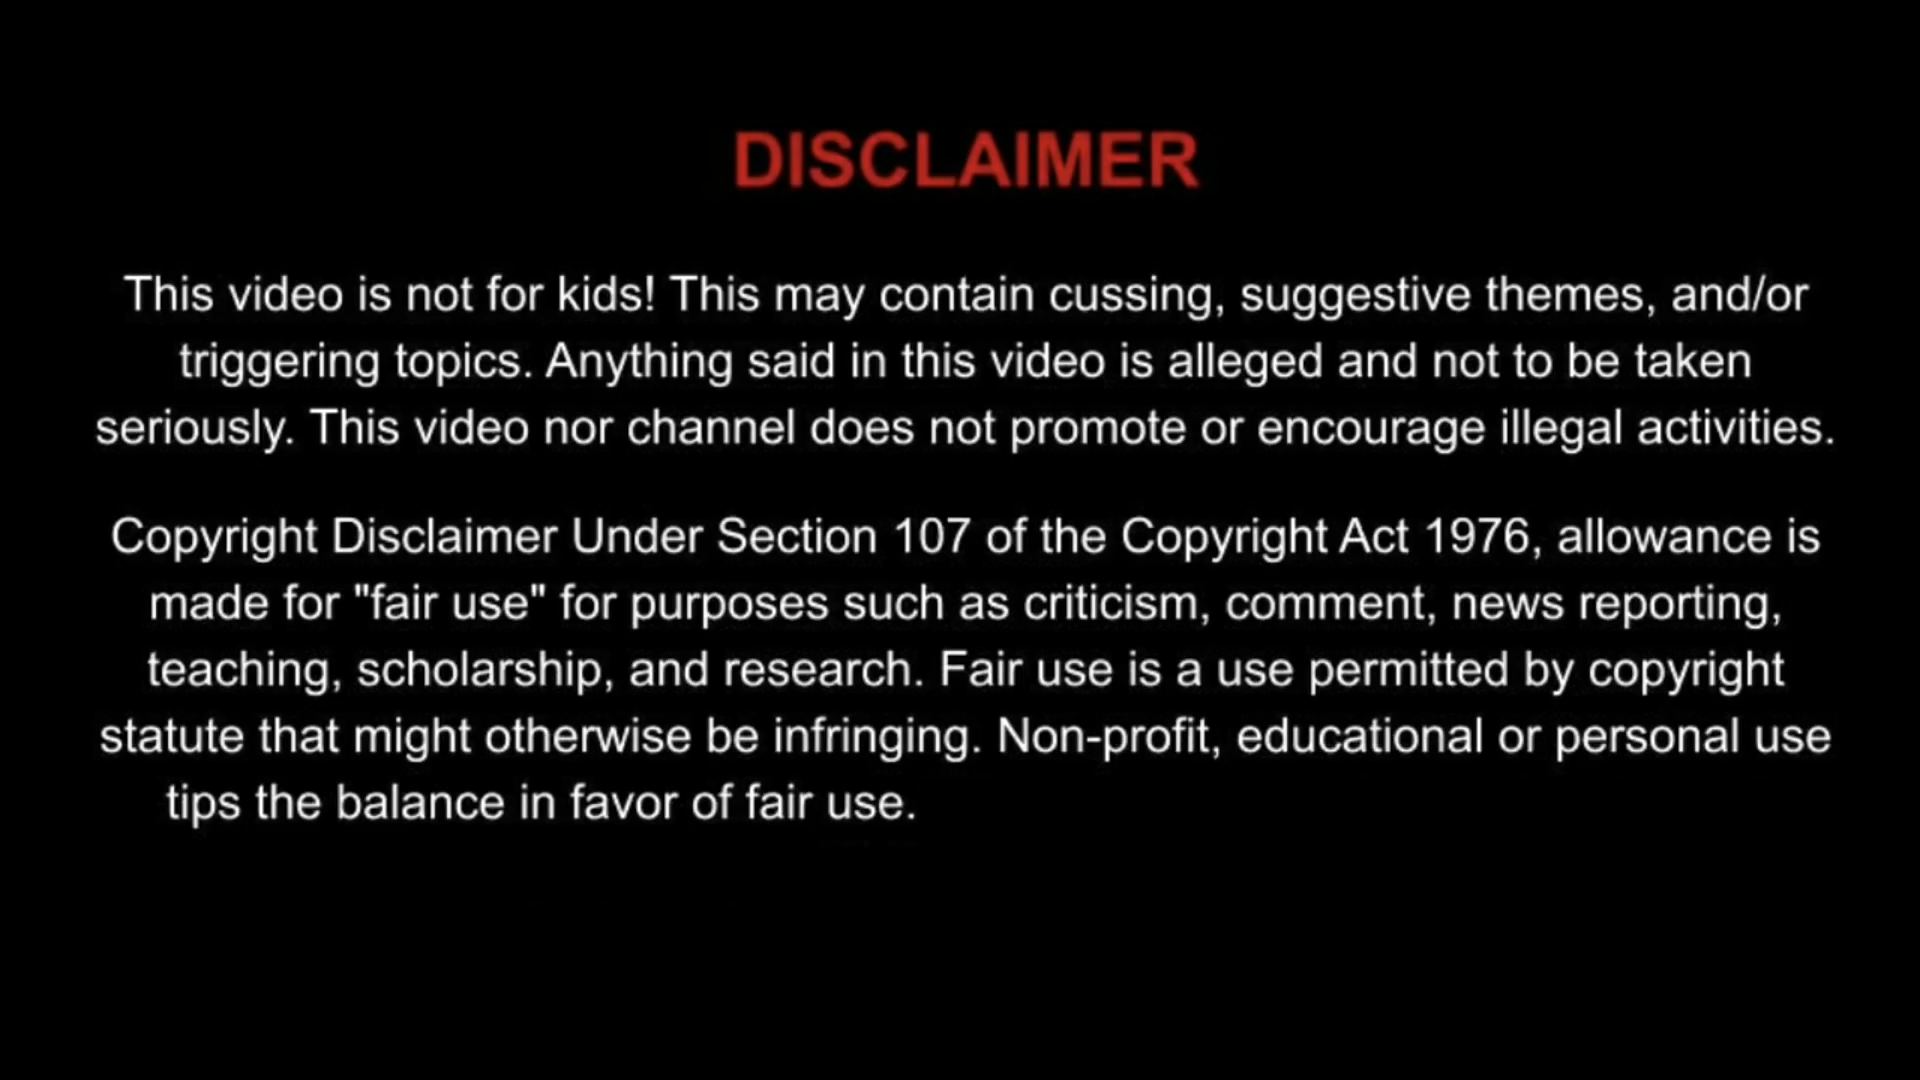 DISCLAIMER
This video is not for kids! This may contain cussing, suggestive themes, and/or
triggering topics. Anything said in this video is alleged and not to be taken
seriously. This video nor channel does not promote or encourage illegal activities.
Copyright Disclaimer Under Section 107 of the Copyright Act 1976, allowance is
made for "fair use" for purposes such as criticism, comment, news reporting,
teaching, scholarship, and research. Fair use is a use permitted by copyright
statute that might otherwise be infringing. Non-profit, educational or personal use
tips the balance in favor of fair use.